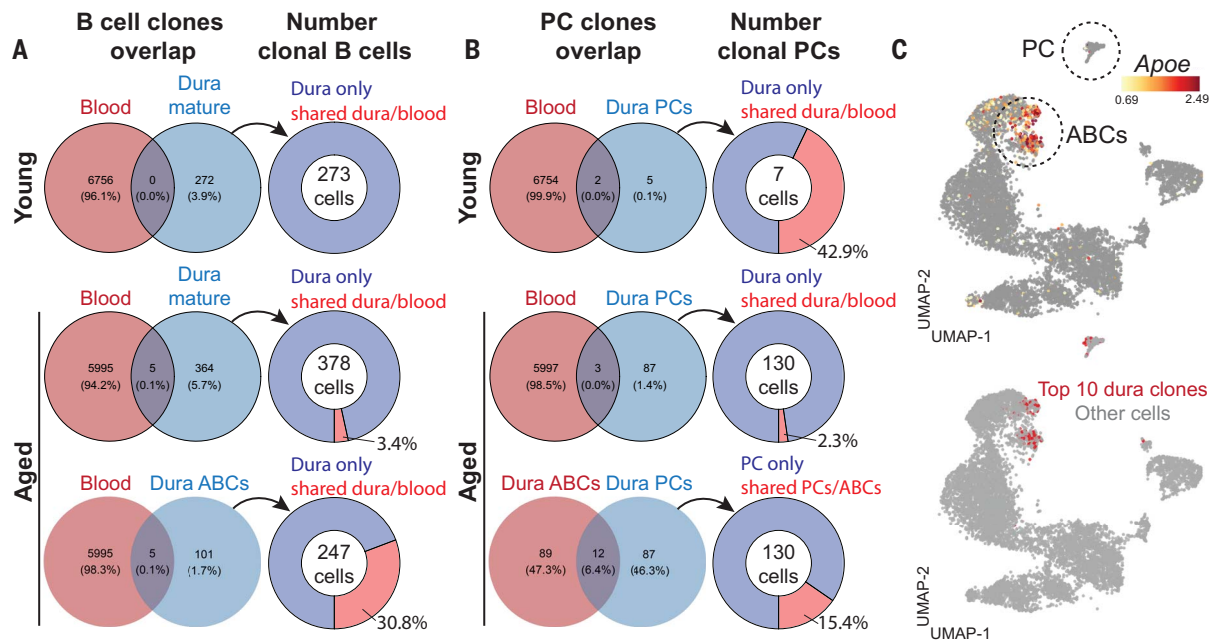 A
B cell clones
overlap
Number
clonal B cells
Young
Blood
Dura
mature
6756
(96.1%)
0
(0.0%)
272
(3.9%)
Dura only
shared dura/blood
273
cells
Aged
Blood
Dura
mature
5995
(94.2%)
5
(0.1%)
364
(5.7%)
Dura only
shared dura/blood
378
cells
3.4%
Blood
Dura ABCs
5995
(98.3%)
5
(0.1%)
101
(1.7%)
Dura only
shared dura/blood
247
cells
30.8%
B
PC clones
overlap
Number
clonal PCs
Young
Blood
Dura PCs
6754
(99.9%)
2
(0.0%)
5
(0.1%)
Dura only
shared dura/blood
7
cells
42.9%
Aged
Blood
Dura PCs
5997
(98.5%)
3
(0.0%)
87
(1.4%)
Dura only
shared dura/blood
130
cells
2.3%
Dura ABCs
Dura PCs
89
(47.3%)
12
(6.4%)
87
(46.3%)
PC only
shared PCs/ABCs
130
cells
15.4%
C
PC
Apoe
0.69
2.49
ABCs
UMAP-2
UMAP-1
Top 10 dura clones
Other cells
UMAP-2
UMAP-1